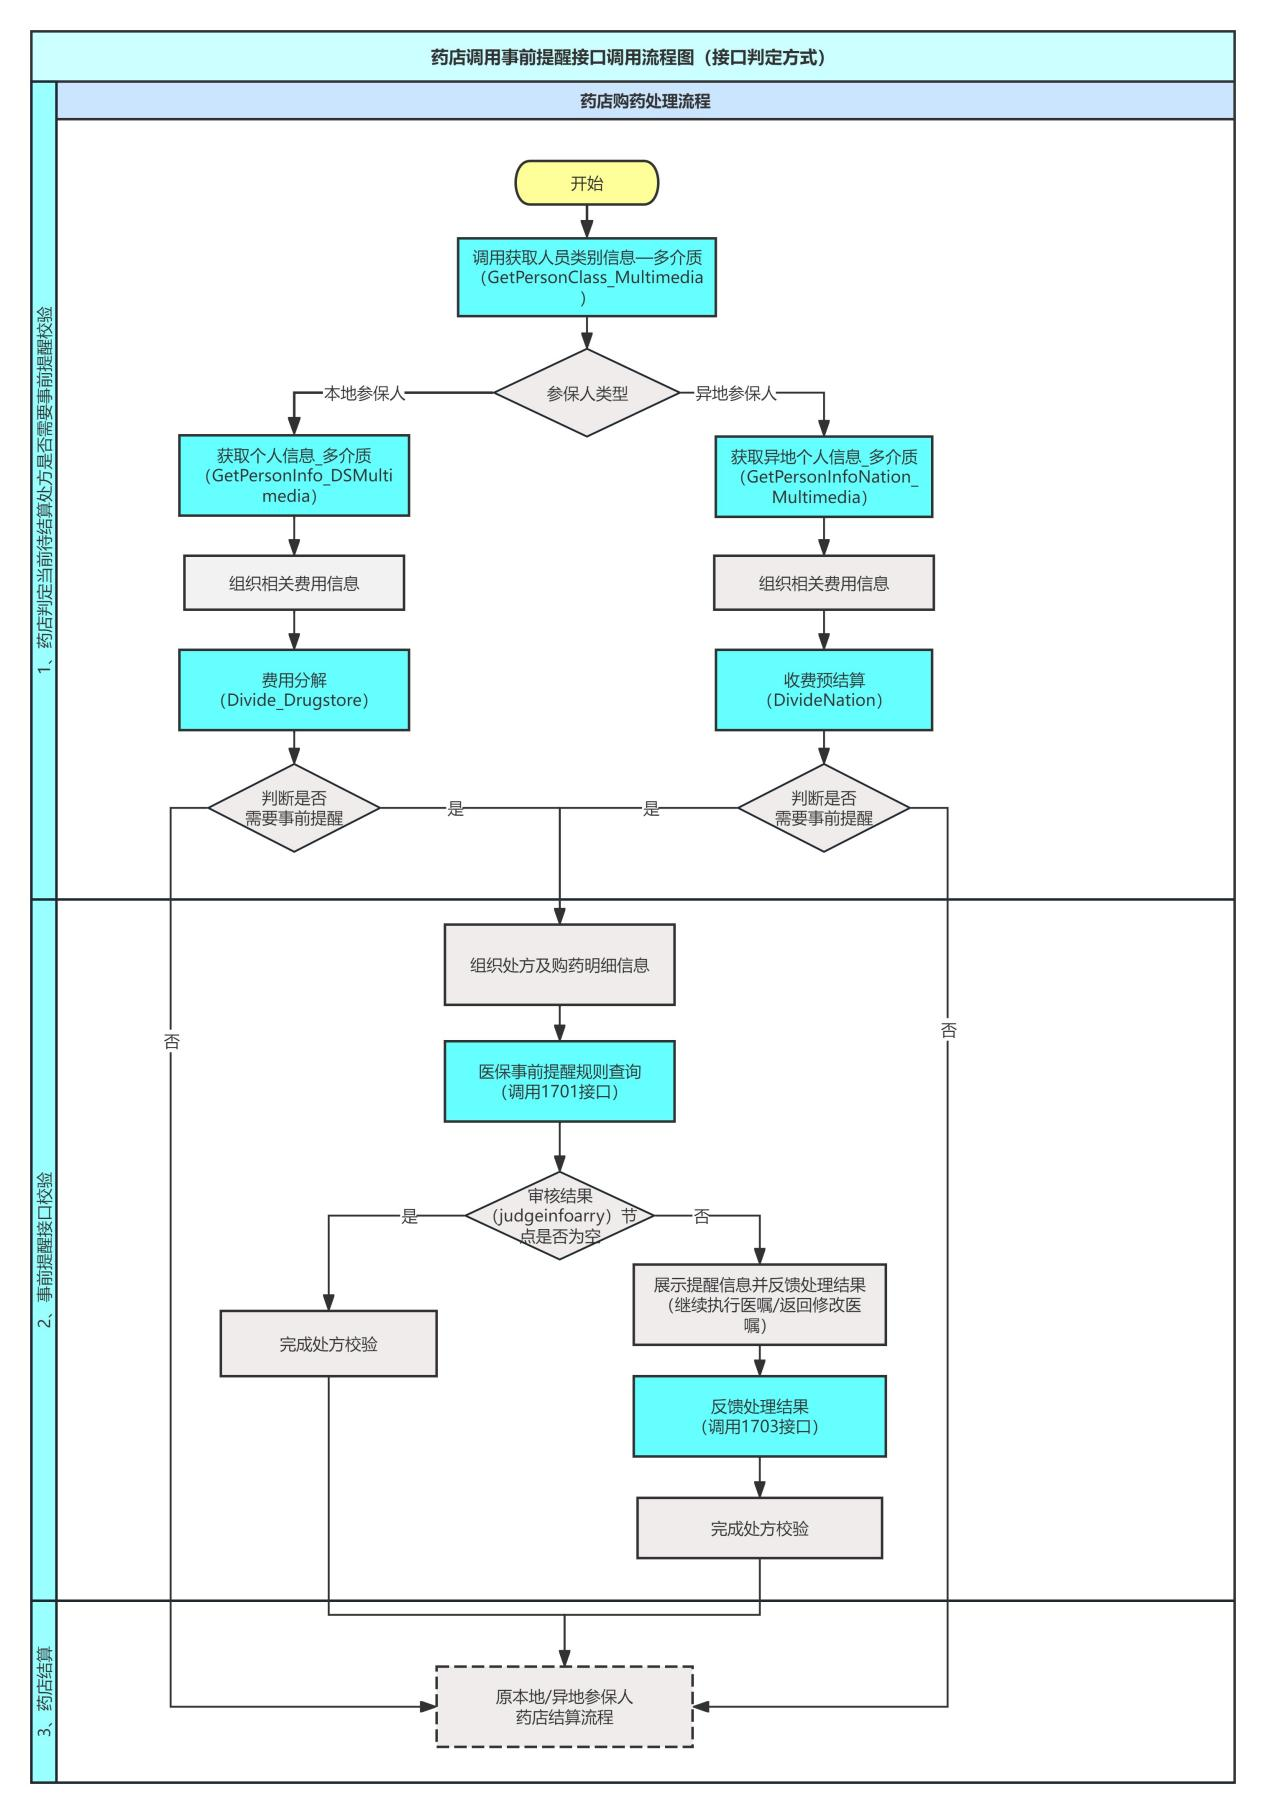 药店调用事前提醒接口调用流程图（接口判定方式）
药店购药处理流程
1、药店判定当前待结算处方是否需要事前提醒校验
开始
调用获取人员类别信息—多介质
（GetPersonClass_Multimedia
）
参保人类型
本地参保人
异地参保人
获取个人信息_多介质
（GetPersonInfo_DSMulti
media）
获取异地个人信息_多介质
（GetPersonInfoNation_
Multimedia）
组织相关费用信息
组织相关费用信息
费用分解
（Divide_Drugstore）
收费预结算
（DivideNation）
判断是否
需要事前提醒
是
是
判断是否
需要事前提醒
2、事前提醒接口校验
组织处方及购药明细信息
否
否
医保事前提醒规则查询
（调用1701接口）
审核结果
（judgeinfoarry）节
点是否为空
是
否
展示提醒信息并反馈处理结果
（继续执行医嘱/返回修改医
嘱）
完成处方校验
反馈处理结果
（调用1703接口）
完成处方校验
3、药店结算
原本地/异地参保人
药店结算流程